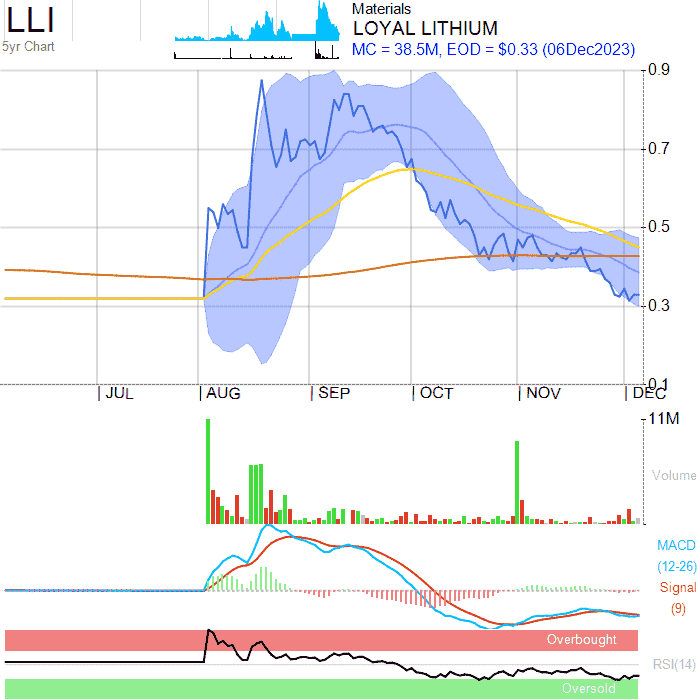 LLI
5yr Chart
Materials
LOYAL LITHIUM
MC = 38.5M, EOD = $0.33 (06Dec2023)
0.9
0.7
0.5
0.3
0.1
JUL
AUG
SEP
OCT
NOV
DEC
11M
Volume
MACD
(12-26)
Signal
(9)
Overbought
RSI(14)
Oversold